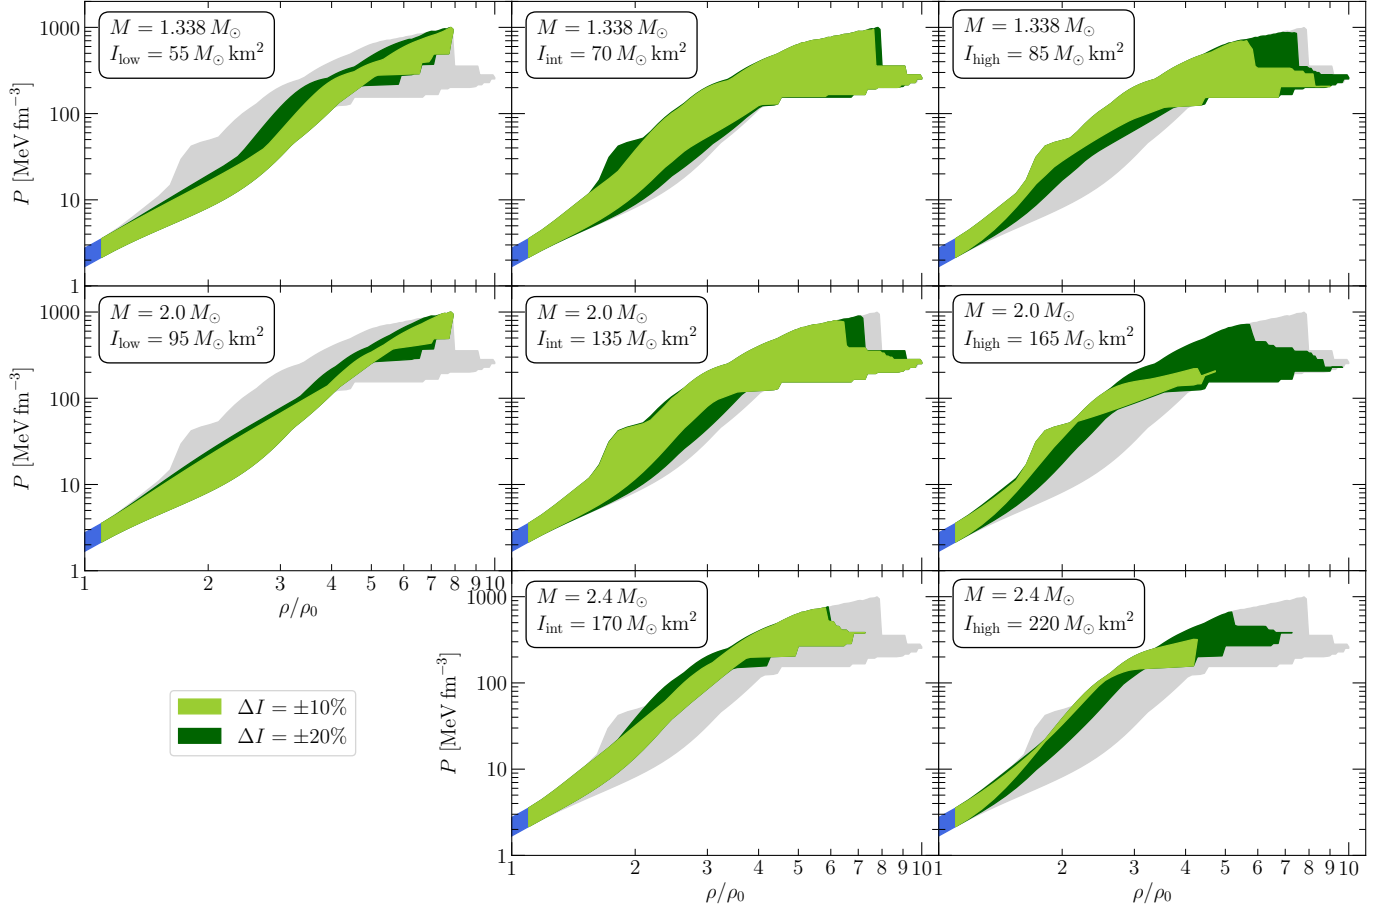 M = 1.338 M⊙
I_low = 55 M⊙ km²
M = 1.338 M⊙
I_int = 70 M⊙ km²
M = 1.338 M⊙
I_high = 85 M⊙ km²
1000
100
10
1
P [MeV fm⁻³]
M = 2.0 M⊙
I_low = 95 M⊙ km²
M = 2.0 M⊙
I_int = 135 M⊙ km²
M = 2.0 M⊙
I_high = 165 M⊙ km²
1000
100
10
1
P [MeV fm⁻³]
1 2 3 4 5 6 7 8 9 10
ρ/ρ₀
M = 2.4 M⊙
I_int = 170 M⊙ km²
M = 2.4 M⊙
I_high = 220 M⊙ km²
1000
100
10
1
P [MeV fm⁻³]
ΔI = ±10%
ΔI = ±20%
1 2 3 4 5 6 7 8 9 10
ρ/ρ₀
1 2 3 4 5 6 7 8 9 10
ρ/ρ₀